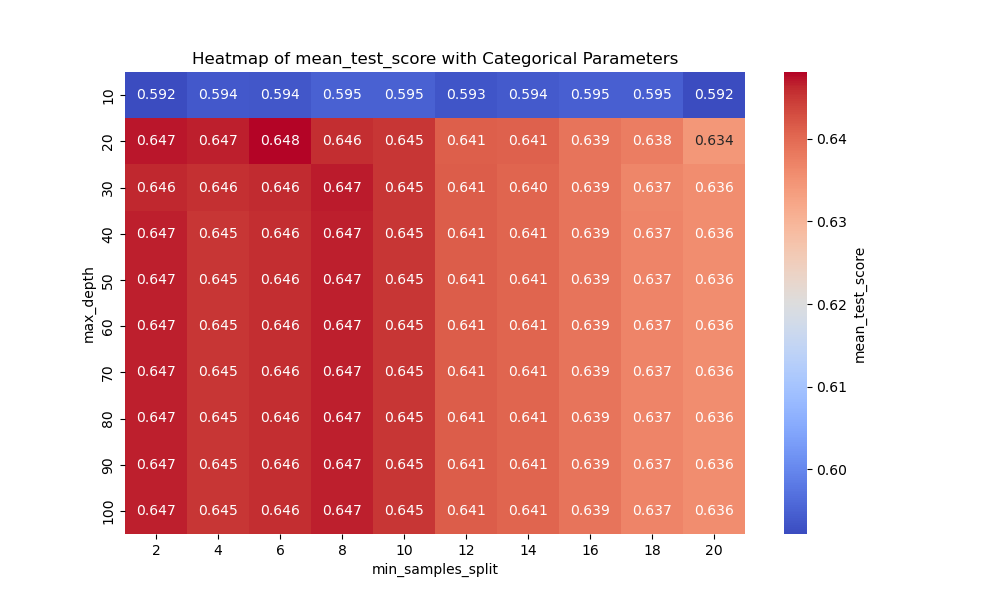 Heatmap of mean_test_score with Categorical Parameters
10 0.592 0.594 0.594 0.595 0.595 0.593 0.594 0.595 0.595 0.592
20 0.647 0.647 0.648 0.646 0.645 0.641 0.641 0.639 0.638 0.634
30 0.646 0.646 0.646 0.647 0.645 0.641 0.640 0.639 0.637 0.636
40 0.647 0.645 0.646 0.647 0.645 0.641 0.641 0.639 0.637 0.636
50 0.647 0.645 0.646 0.647 0.645 0.641 0.641 0.639 0.637 0.636
60 0.647 0.645 0.646 0.647 0.645 0.641 0.641 0.639 0.637 0.636
70 0.647 0.645 0.646 0.647 0.645 0.641 0.641 0.639 0.637 0.636
80 0.647 0.645 0.646 0.647 0.645 0.641 0.641 0.639 0.637 0.636
90 0.647 0.645 0.646 0.647 0.645 0.641 0.641 0.639 0.637 0.636
100 0.647 0.645 0.646 0.647 0.645 0.641 0.641 0.639 0.637 0.636
max_depth
2 4 6 8 10 12 14 16 18 20
min_samples_split
0.64
0.63
0.62
0.61
0.60
mean_test_score